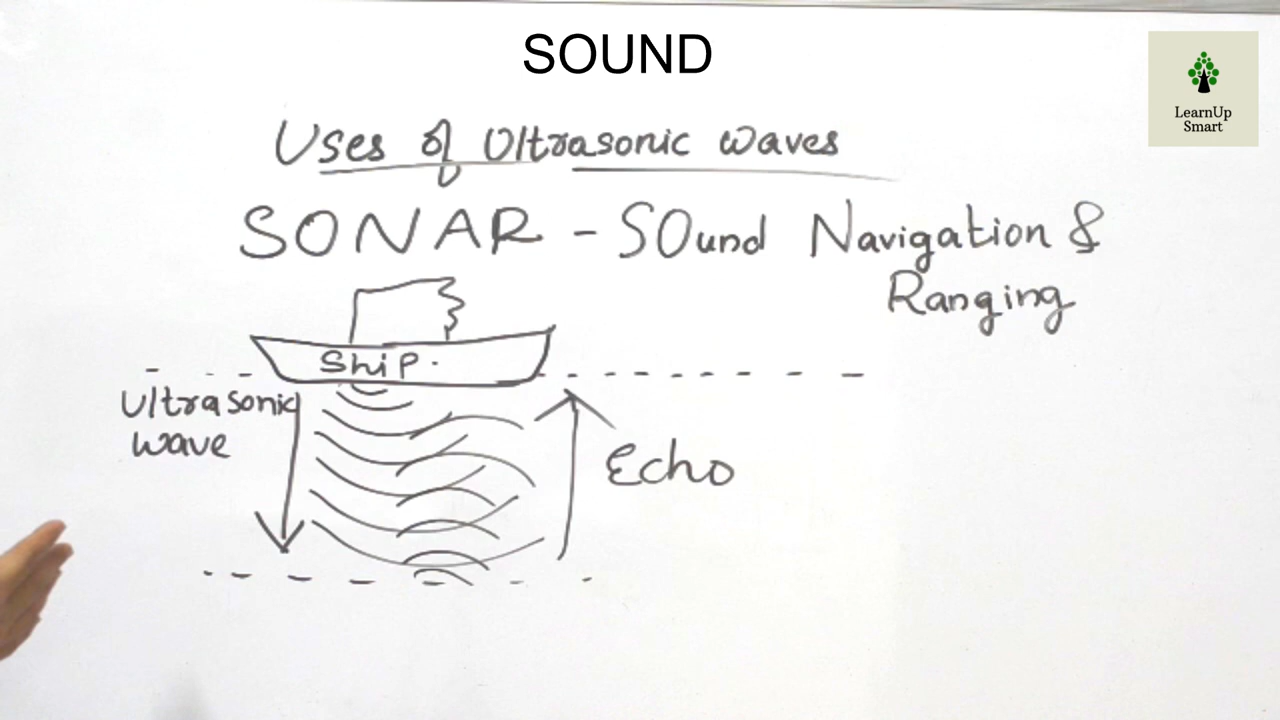 SOUND
LearnUp
Smart
Uses of Ultrasonic waves
SONAR - SOund Navigation &
Ranging
Ship.
Ultrasonic
wave
Echo